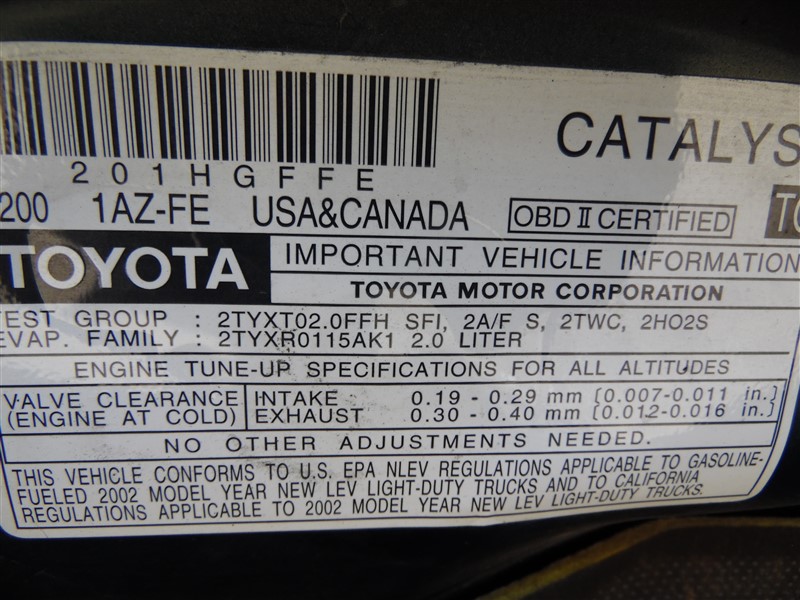 CATALYS
201HGFFE
200 1AZ-FE USA&CANADA OBD II CERTIFIED
TOYOTA IMPORTANT VEHICLE INFORMATION
TOYOTA MOTOR CORPORATION
TEST GROUP : 2TYXT02.0FFH SFI, 2A/F S, 2TWC, 2HO2S
EVAP. FAMILY : 2TYXR0115AK1 2.0 LITER
ENGINE TUNE-UP SPECIFICATIONS FOR ALL ALTITUDES
VALVE CLEARANCE INTAKE 0.19 - 0.29 mm (0.007-0.011 in.)
(ENGINE AT COLD) EXHAUST 0.30 - 0.40 mm (0.012-0.016 in.)
NO OTHER ADJUSTMENTS NEEDED.
THIS VEHICLE CONFORMS TO U.S. EPA NLEV REGULATIONS APPLICABLE TO GASOLINE-
FUELED 2002 MODEL YEAR NEW LEV LIGHT-DUTY TRUCKS AND TO CALIFORNIA
REGULATIONS APPLICABLE TO 2002 MODEL YEAR NEW LEV LIGHT-DUTY TRUCKS.